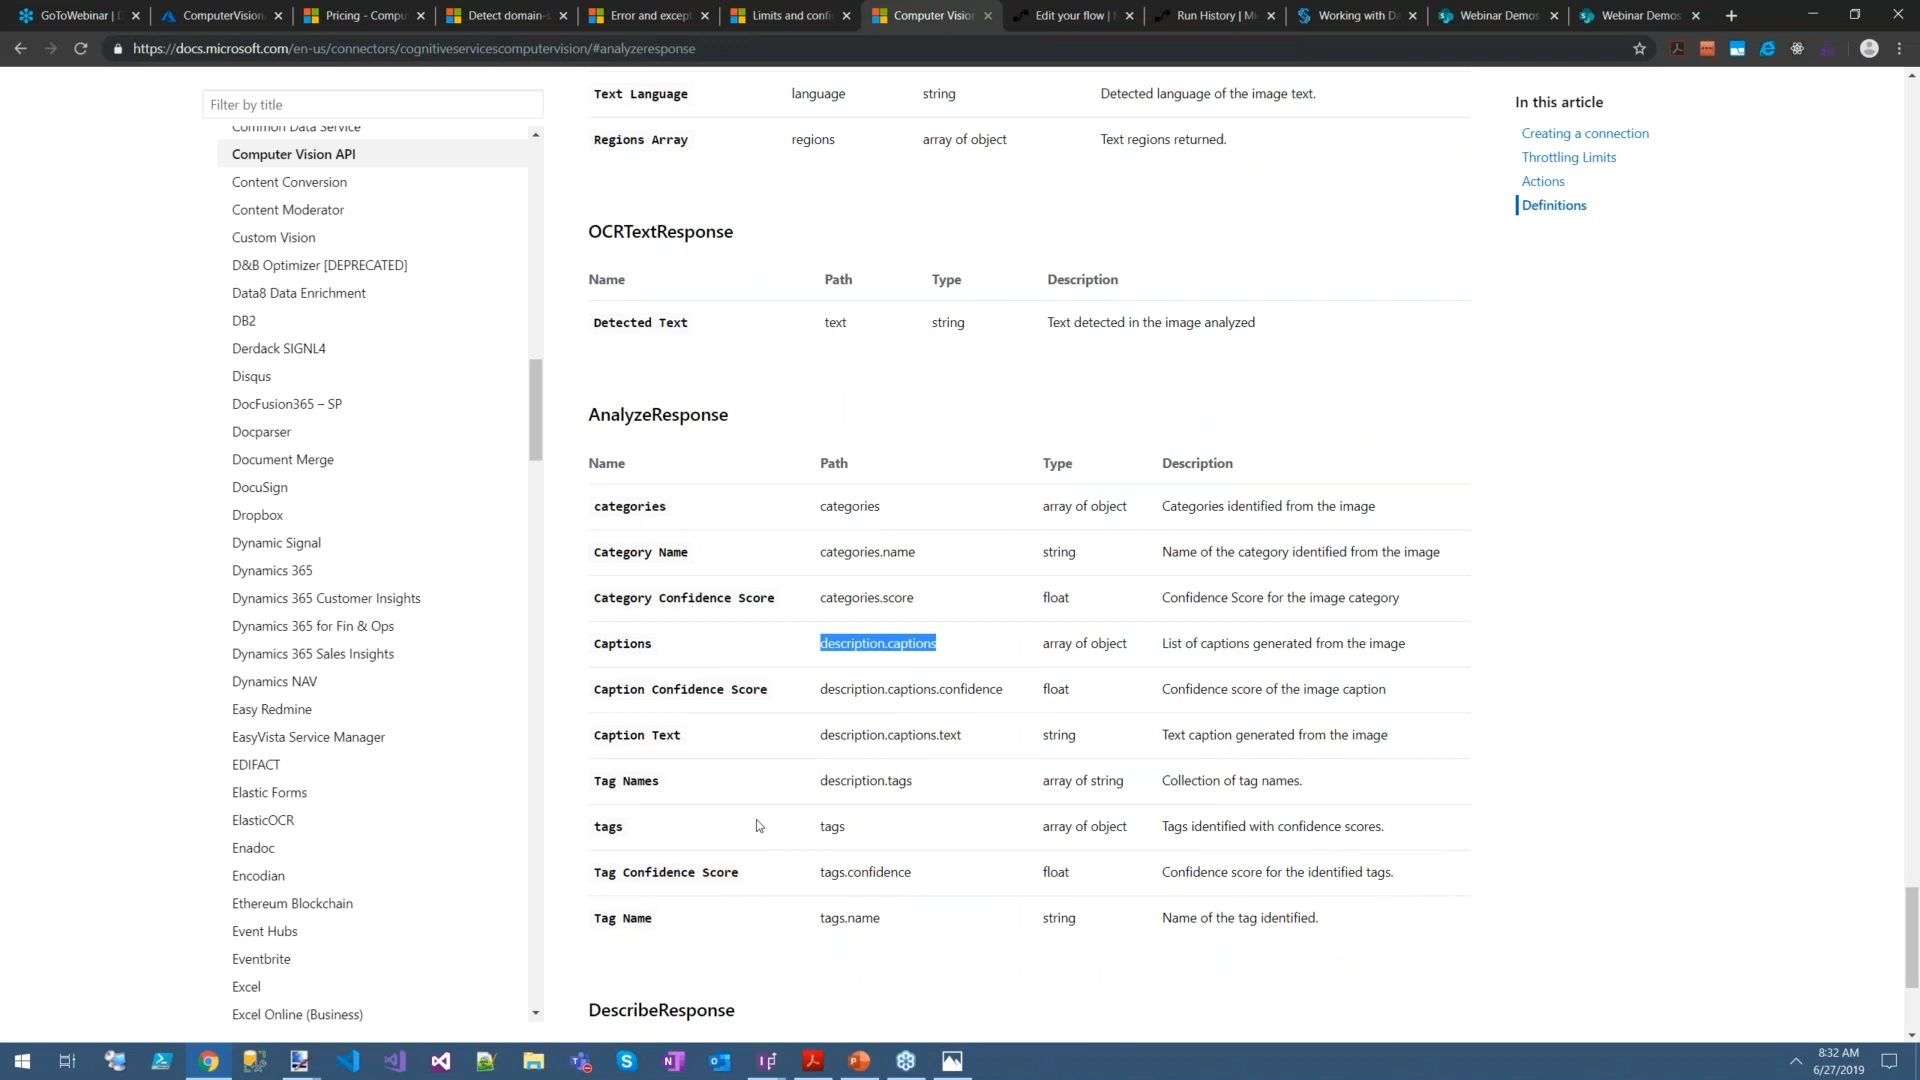 GoToWebinar | D
ComputerVision.
Pricing - Compu
Detect domain-s
Error and except
Limits and confi
Computer Vision
Edit your flow | M
Run History | Mi
Working with Da
Webinar Demos
Webinar Demos
https://docs.microsoft.com/en-us/connectors/cognitiveservicescomputervision/#analyzeresponse
Filter by title
Common Data Service
Computer Vision API
Content Conversion
Content Moderator
Custom Vision
D&B Optimizer [DEPRECATED]
Data8 Data Enrichment
DB2
Derdack SIGNL4
Disqus
DocFusion365 – SP
Docparser
Document Merge
DocuSign
Dropbox
Dynamic Signal
Dynamics 365
Dynamics 365 Customer Insights
Dynamics 365 for Fin & Ops
Dynamics 365 Sales Insights
Dynamics NAV
Easy Redmine
EasyVista Service Manager
EDIFACT
Elastic Forms
ElasticOCR
Enadoc
Encodian
Ethereum Blockchain
Event Hubs
Eventbrite
Excel
Excel Online (Business)
Text Language language string Detected language of the image text.
Regions Array regions array of object Text regions returned.
OCRTextResponse
Name Path Type Description
Detected Text text string Text detected in the image analyzed
AnalyzeResponse
Name Path Type Description
categories categories array of object Categories identified from the image
Category Name categories.name string Name of the category identified from the image
Category Confidence Score categories.score float Confidence Score for the image category
Captions description.captions array of object List of captions generated from the image
Caption Confidence Score description.captions.confidence float Confidence score of the image caption
Caption Text description.captions.text string Text caption generated from the image
Tag Names description.tags array of string Collection of tag names.
tags tags array of object Tags identified with confidence scores.
Tag Confidence Score tags.confidence float Confidence score for the identified tags.
Tag Name tags.name string Name of the tag identified.
DescribeResponse
In this article
Creating a connection
Throttling Limits
Actions
Definitions
8:32 AM
6/27/2019